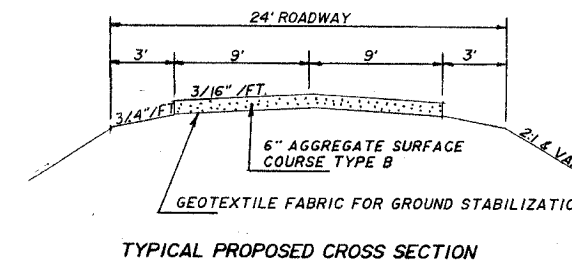 24' ROADWAY
3' 9' 9' 3'
3/16" /FT.
3/4"/FT
2:1 & VA
6" AGGREGATE SURFACE
COURSE TYPE B
GEOTEXTILE FABRIC FOR GROUND STABILIZATIO
TYPICAL PROPOSED CROSS SECTION